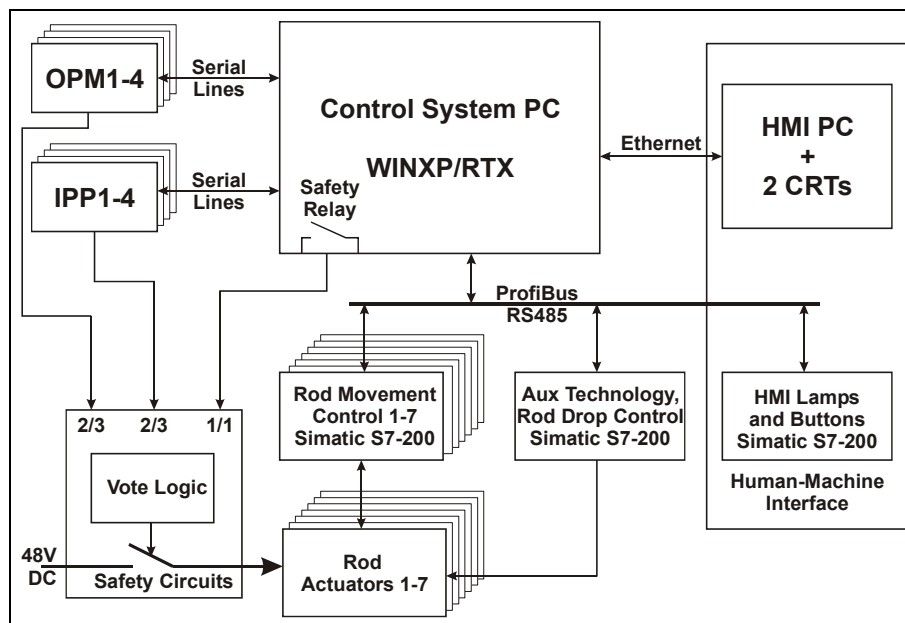 OPM1-4
Serial
Lines
IPP1-4
Serial
Lines
Control System PC
WINXP/RTX
Safety
Relay
Ethernet
HMI PC
+
2 CRTs
ProfiBus
RS485
2/3
2/3
1/1
Vote Logic
48V
DC
Safety Circuits
Rod Movement
Control 1-7
Simatic S7-200
Aux Technology,
Rod Drop Control
Simatic S7-200
HMI Lamps
and Buttons
Simatic S7-200
Human-Machine
Interface
Rod
Actuators 1-7